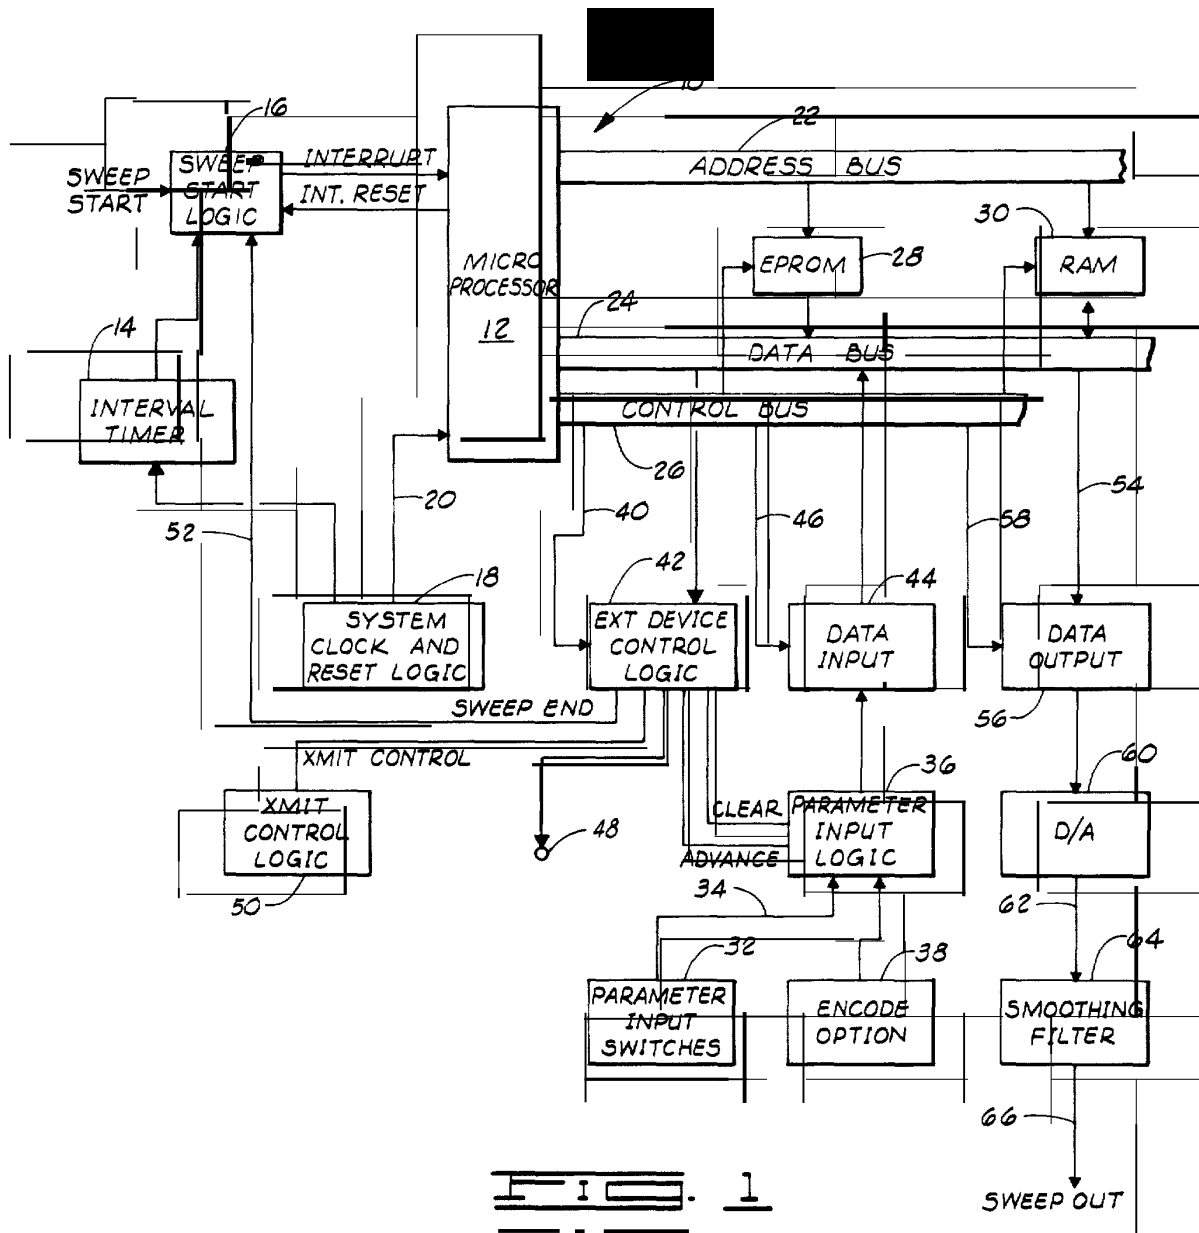 16
22
SWEEP
START
SWEEP
START
LOGIC
INTERRUPT
INT. RESET
ADDRESS BUS
MICRO
PROCESSOR
12
EPROM
28
30
RAM
14
24
DATA BUS
INTERVAL
TIMER
CONTROL BUS
26
20
40
46
58
54
52
18
42
44
SYSTEM
CLOCK AND
RESET LOGIC
EXT DEVICE
CONTROL
LOGIC
DATA
INPUT
DATA
OUTPUT
56
SWEEP END
XMIT CONTROL
36
60
XMIT
CONTROL
LOGIC
50
48
CLEAR
ADVANCE
PARAMETER
INPUT
LOGIC
D/A
34
62
32
38
64
PARAMETER
INPUT
SWITCHES
ENCODE
OPTION
SMOOTHING
FILTER
66
SWEEP OUT
1